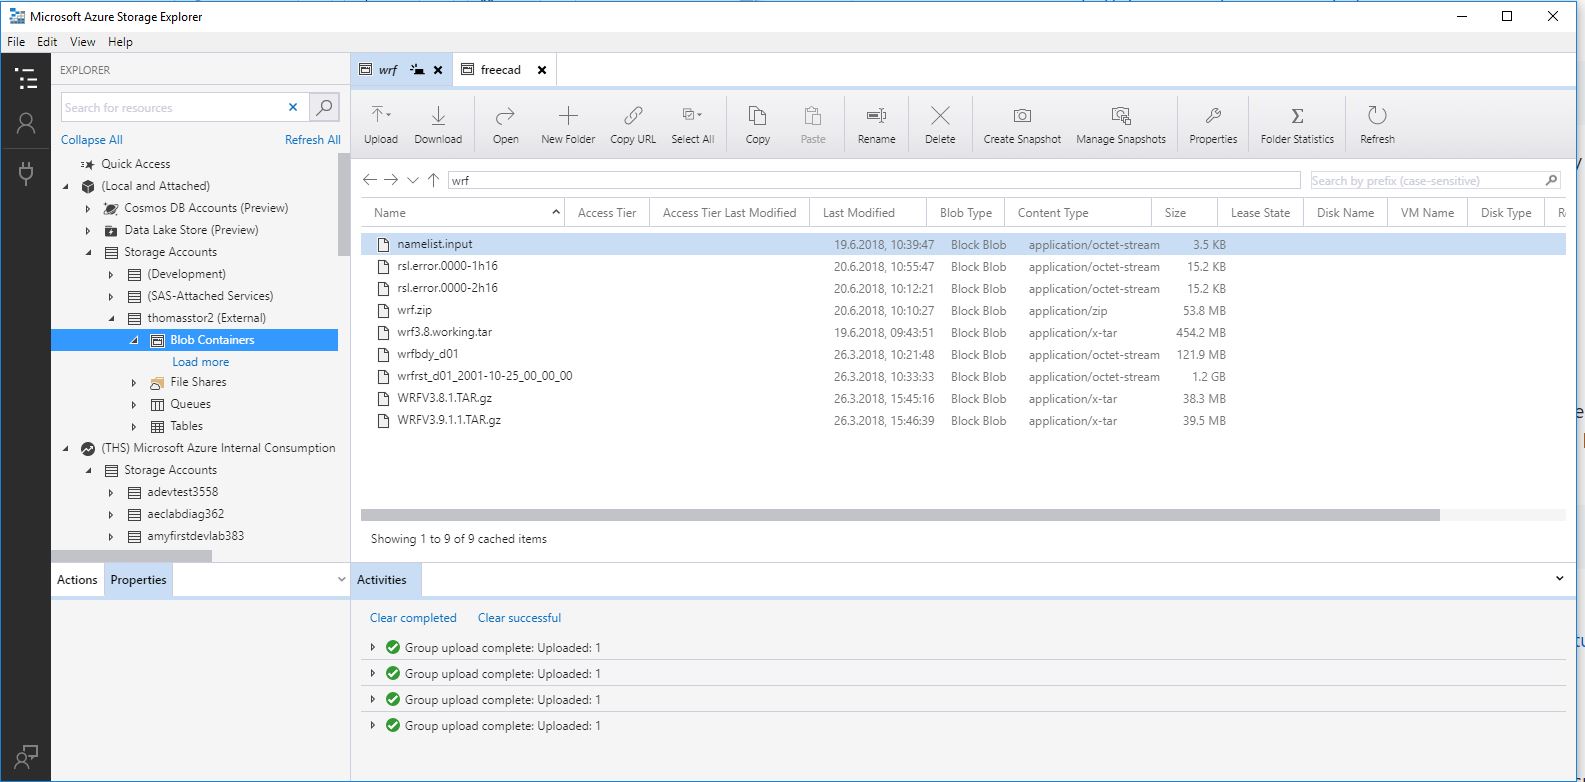 Microsoft Azure Storage Explorer
File Edit View Help
EXPLORER
Search for resources
Collapse All Refresh All
Quick Access
(Local and Attached)
Cosmos DB Accounts (Preview)
Data Lake Store (Preview)
Storage Accounts
(Development)
(SAS-Attached Services)
thomasstor2 (External)
Blob Containers
Load more
File Shares
Queues
Tables
(THS) Microsoft Azure Internal Consumption
Storage Accounts
adevtest3558
aeclabdiag362
amyfirstdevlab383
Actions Properties
wrf freecad
Upload Download Open New Folder Copy URL Select All Copy Paste Rename Delete Create Snapshot Manage Snapshots Properties Folder Statistics Refresh
wrf Search by prefix (case-sensitive)
Name Access Tier Access Tier Last Modified Last Modified Blob Type Content Type Size Lease State Disk Name VM Name Disk Type R
namelist.input 19.6.2018, 10:39:47 Block Blob application/octet-stream 3.5 KB
rsl.error.0000-1h16 20.6.2018, 10:55:47 Block Blob application/octet-stream 15.2 KB
rsl.error.0000-2h16 20.6.2018, 10:12:21 Block Blob application/octet-stream 15.2 KB
wrf.zip 20.6.2018, 10:10:27 Block Blob application/zip 53.8 MB
wrf3.8.working.tar 19.6.2018, 09:43:51 Block Blob application/x-tar 454.2 MB
wrfbdy_d01 26.3.2018, 10:21:48 Block Blob application/octet-stream 121.9 MB
wrfrst_d01_2001-10-25_00_00_00 26.3.2018, 10:33:33 Block Blob application/octet-stream 1.2 GB
WRFV3.8.1.TAR.gz 26.3.2018, 15:45:16 Block Blob application/x-tar 38.3 MB
WRFV3.9.1.1.TAR.gz 26.3.2018, 15:46:39 Block Blob application/x-tar 39.5 MB
Showing 1 to 9 of 9 cached items
Activities
Clear completed Clear successful
Group upload complete: Uploaded: 1
Group upload complete: Uploaded: 1
Group upload complete: Uploaded: 1
Group upload complete: Uploaded: 1